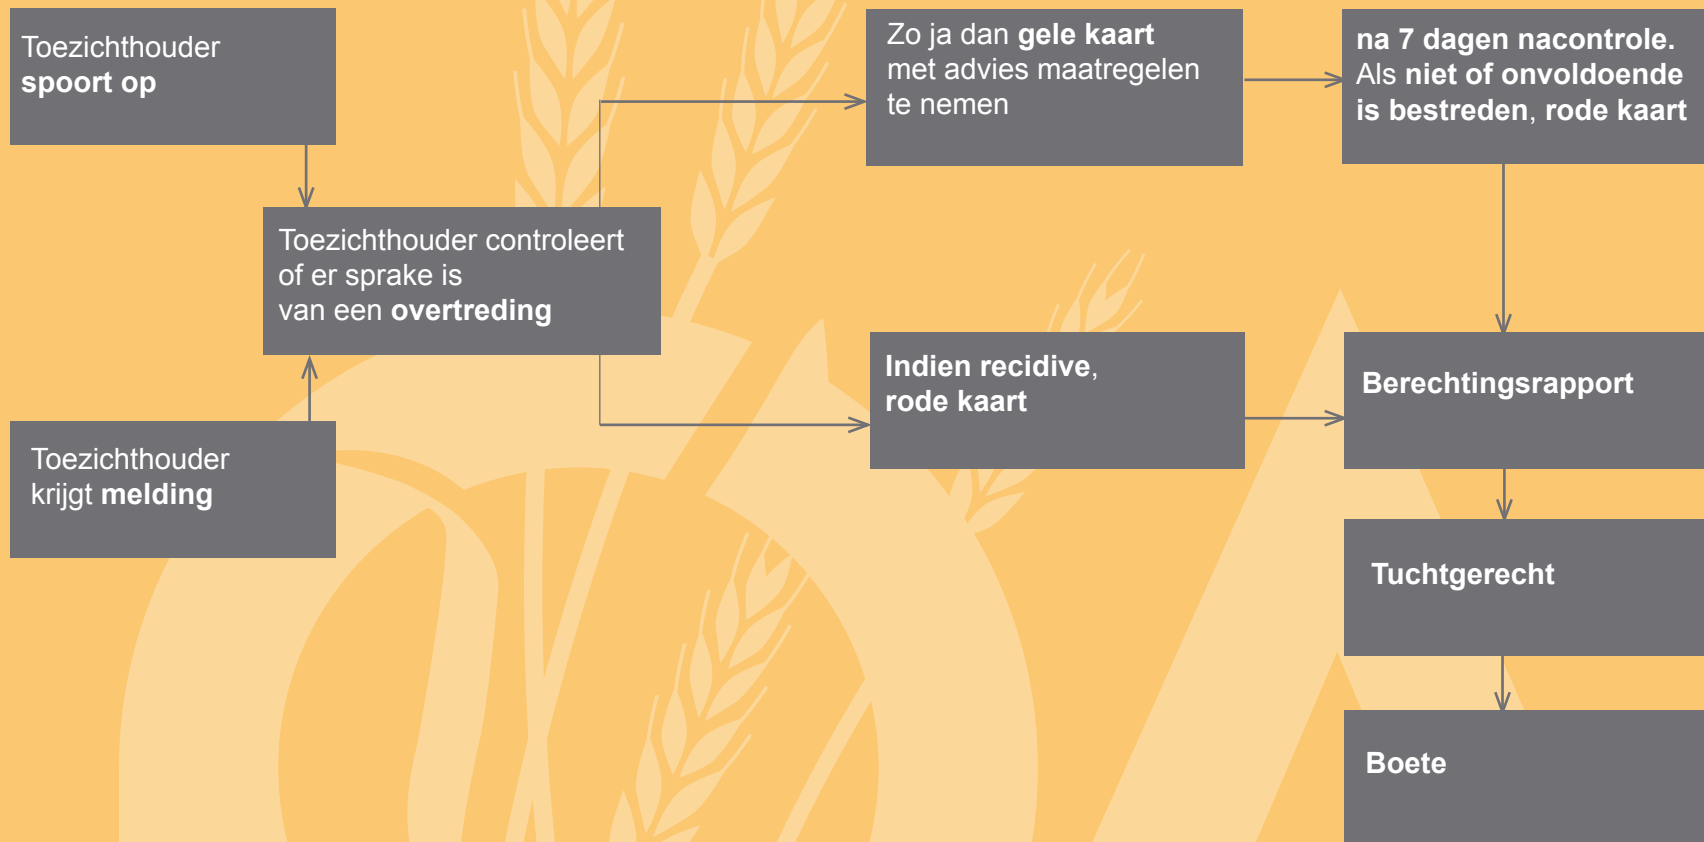 Toezichthouder
spoort op
Zo ja dan gele kaart
met advies maatregelen
te nemen
na 7 dagen nacontrole.
Als niet of onvoldoende
is bestreden, rode kaart
Toezichthouder controleert
of er sprake is
van een overtreding
Indien recidive,
rode kaart
Berechtingsrapport
Toezichthouder
krijgt melding
Tuchtgerecht
Boete